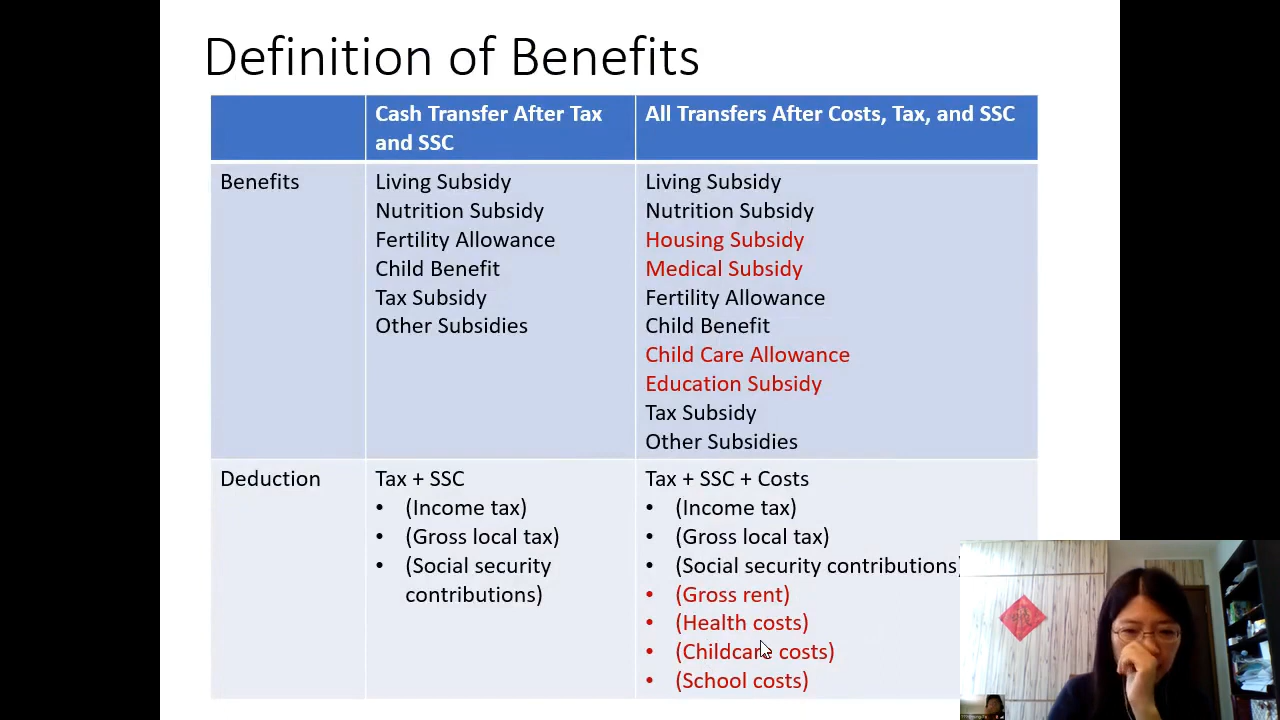 Definition of Benefits
Cash Transfer After Tax
and SSC
All Transfers After Costs, Tax, and SSC
Benefits
Living Subsidy
Nutrition Subsidy
Fertility Allowance
Child Benefit
Tax Subsidy
Other Subsidies
Living Subsidy
Nutrition Subsidy
Housing Subsidy
Medical Subsidy
Fertility Allowance
Child Benefit
Child Care Allowance
Education Subsidy
Tax Subsidy
Other Subsidies
Deduction
Tax + SSC
• (Income tax)
• (Gross local tax)
• (Social security
contributions)
Tax + SSC + Costs
• (Income tax)
• (Gross local tax)
• (Social security contributions)
• (Gross rent)
• (Health costs)
• (Childcare costs)
• (School costs)